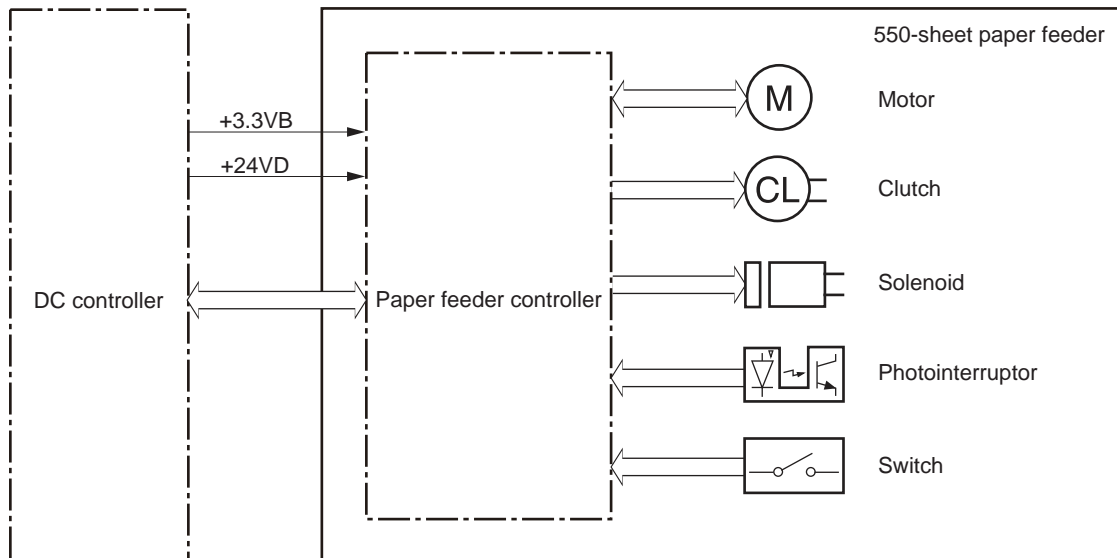 550-sheet paper feeder
M
Motor
+3.3VB
+24VD
CL
Clutch
DC controller
Paper feeder controller
Solenoid
Photointerruptor
Switch